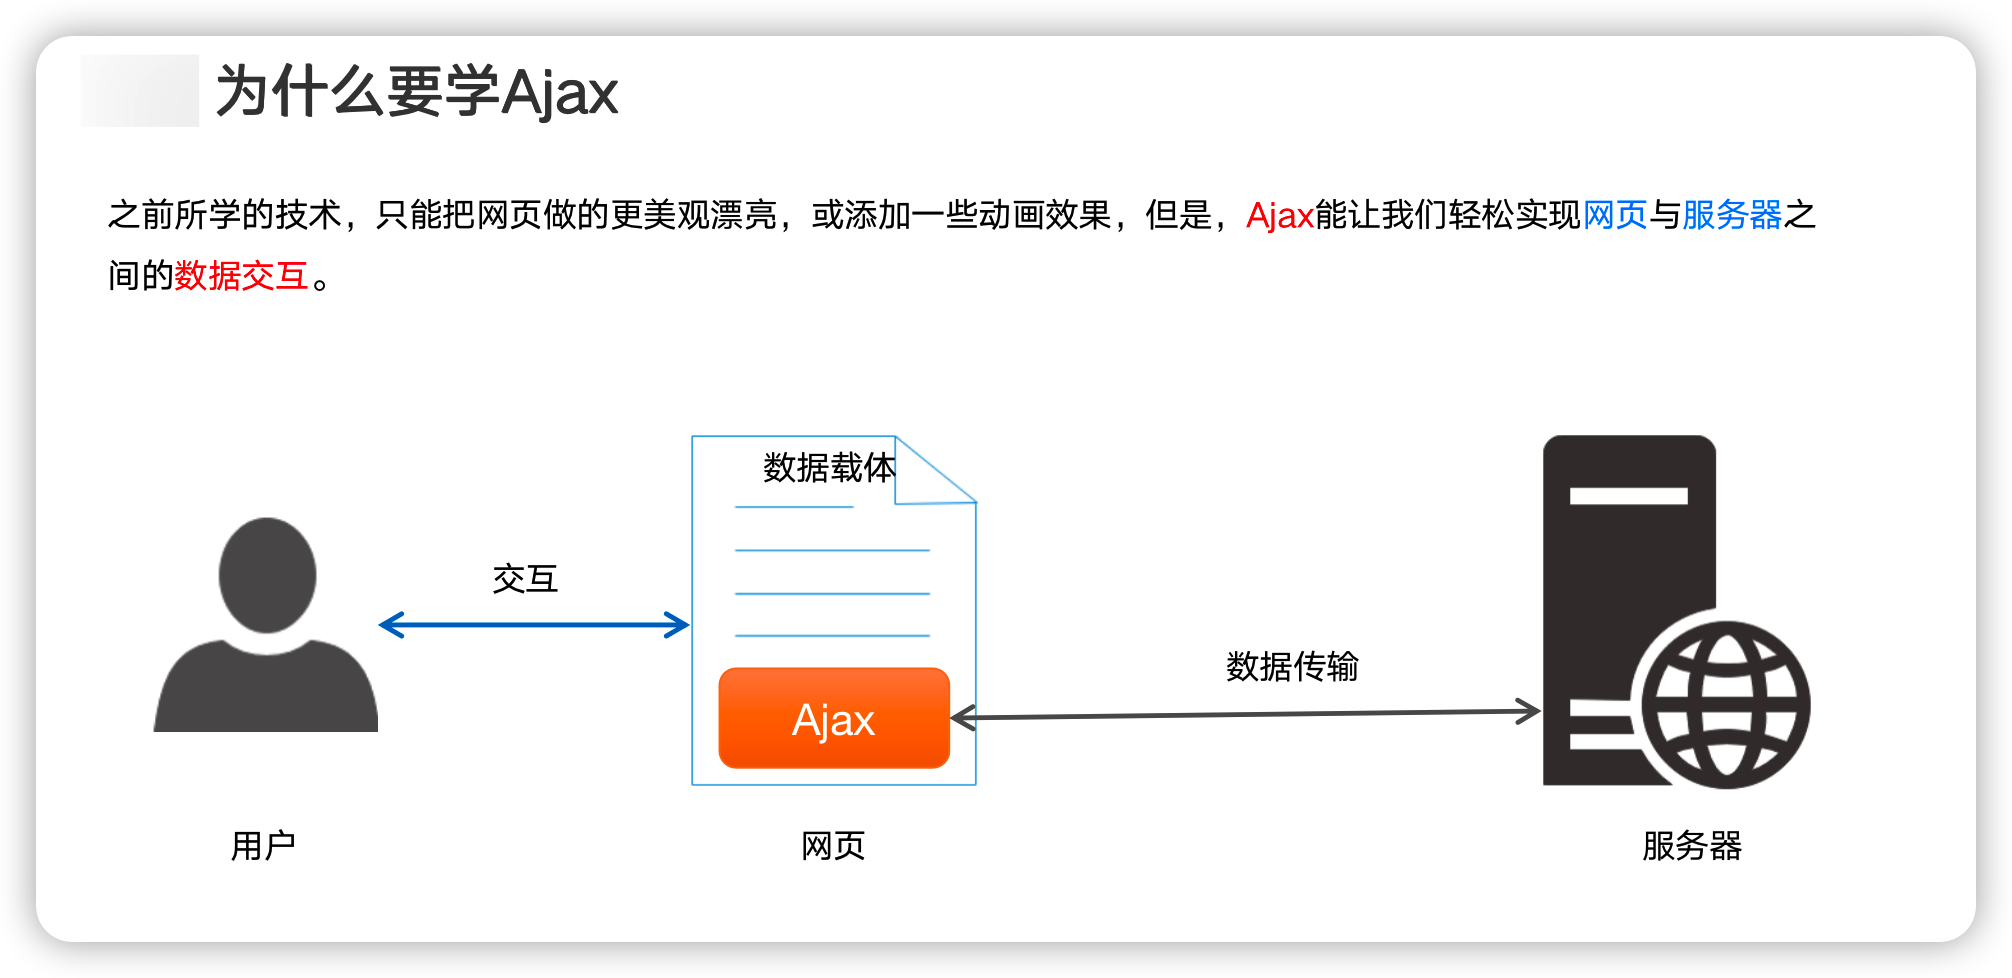 为什么要学Ajax
之前所学的技术，只能把网页做的更美观漂亮，或添加一些动画效果，但是，Ajax能让我们轻松实现网页与服务器之
间的数据交互。
数据载体
交互
数据传输
Ajax
用户
网页
服务器